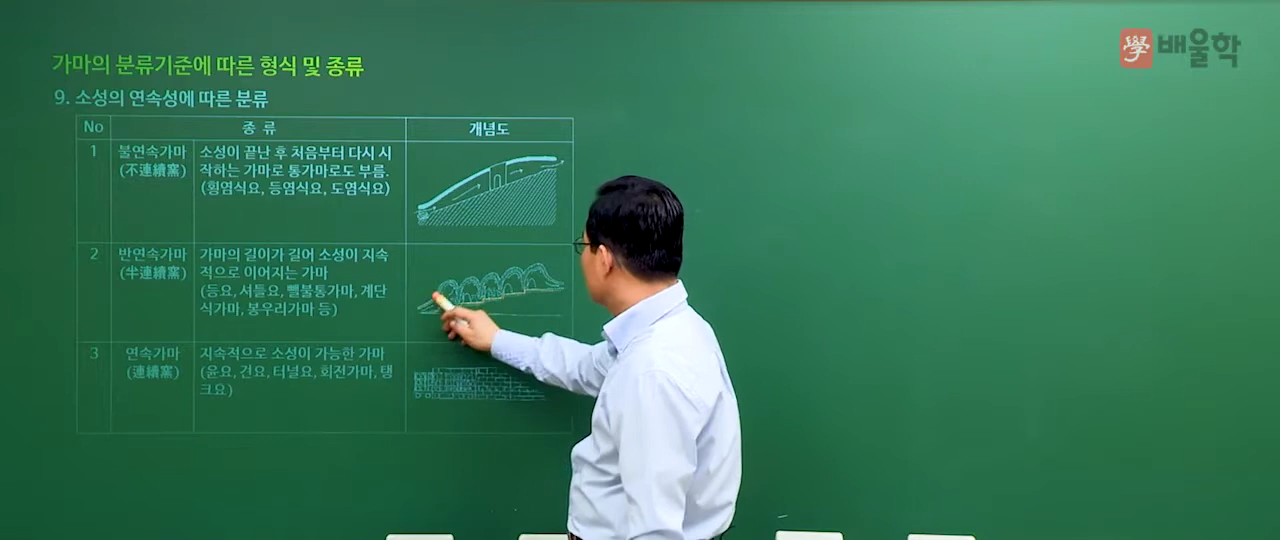 學 배울학
가마의 분류기준에 따른 형식 및 종류
9. 소성의 연속성에 따른 분류
No 종 류 개념도
1 불연속가마 소성이 끝난 후 처음부터 다시 시
(不連續窯) 작하는 가마로 통가마로도 부름.
(횡염식요, 등염식요, 도염식요)
2 반연속가마 가마의 길이가 길어 소성이 지속
(半連續窯) 적으로 이어지는 가마
(등요, 셔틀요, 뺄불통가마, 계단
식가마, 봉우리가마 등)
3 연속가마 지속적으로 소성이 가능한 가마
(連續窯) (윤요, 견요, 터널요, 회전가마, 탱
크요)